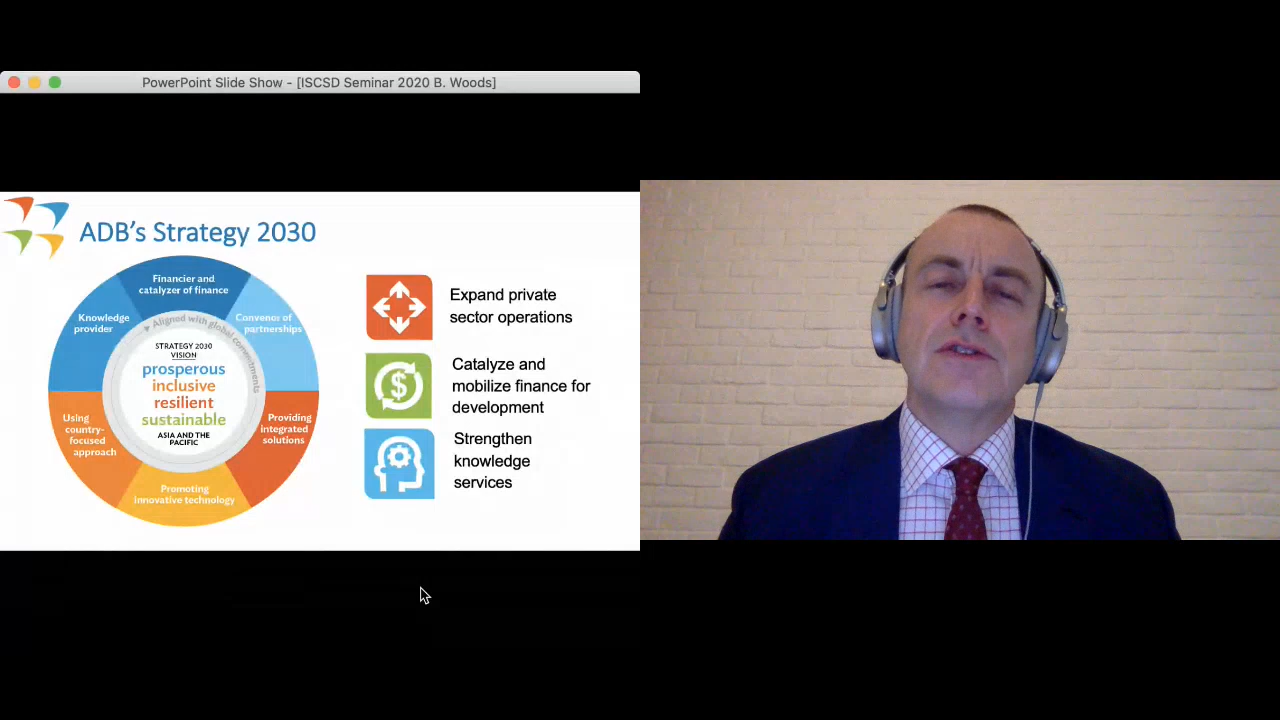 PowerPoint Slide Show - [ISCSD Seminar 2020 B. Woods]
ADB's Strategy 2030
Financier and
catalyzer of finance
Knowledge
provider
Convenor of
partnerships
Aligned with global commitments
STRATEGY 2030
VISION
prosperous
inclusive
resilient
sustainable
ASIA AND THE
PACIFIC
Using
country-
focused
approach
Providing
integrated
solutions
Promoting
innovative technology
Expand private
sector operations
$
Catalyze and
mobilize finance for
development
Strengthen
knowledge
services